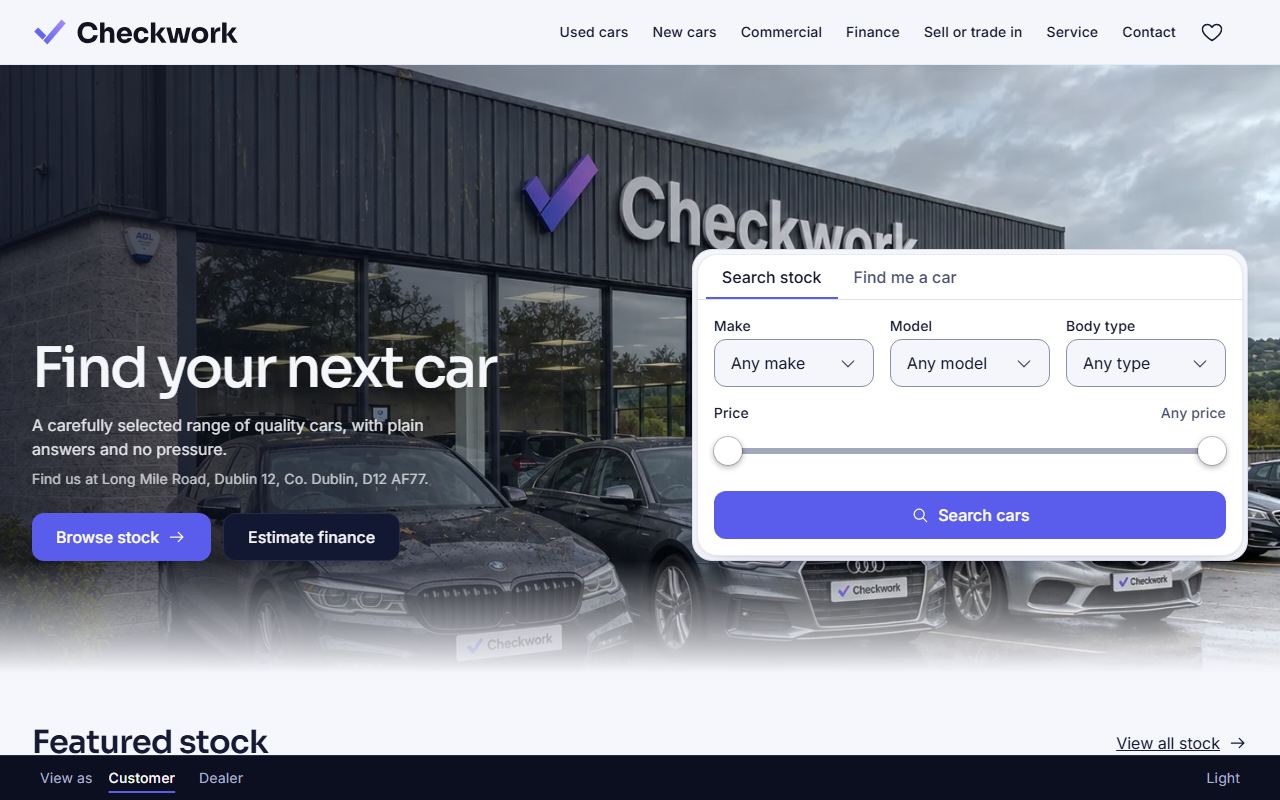 Checkwork
Used cars
New cars
Commercial
Finance
Sell or trade in
Service
Contact
Checkwork
ADL
Search stock
Find me a car
Make
Model
Body type
Any make
Any model
Any type
Price
Any price
Search cars
Find your next car
A carefully selected range of quality cars, with plain
answers and no pressure.
Find us at Long Mile Road, Dublin 12, Co. Dublin, D12 AF77.
Browse stock
Estimate finance
Checkwork
Checkwork
Checkwork
Featured stock
View all stock
View as
Customer
Dealer
Light